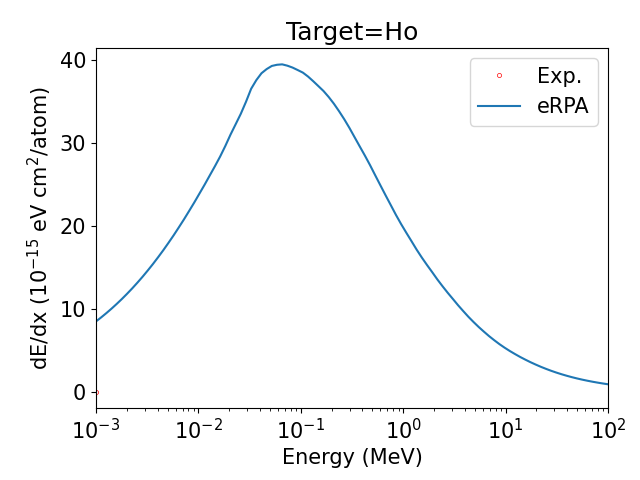 Target=Ho
dE/dx (10⁻¹⁵ eV cm²/atom)
40
30
20
10
0
Exp.
eRPA
10⁻³ 10⁻² 10⁻¹ 10⁰ 10¹ 10²
Energy (MeV)